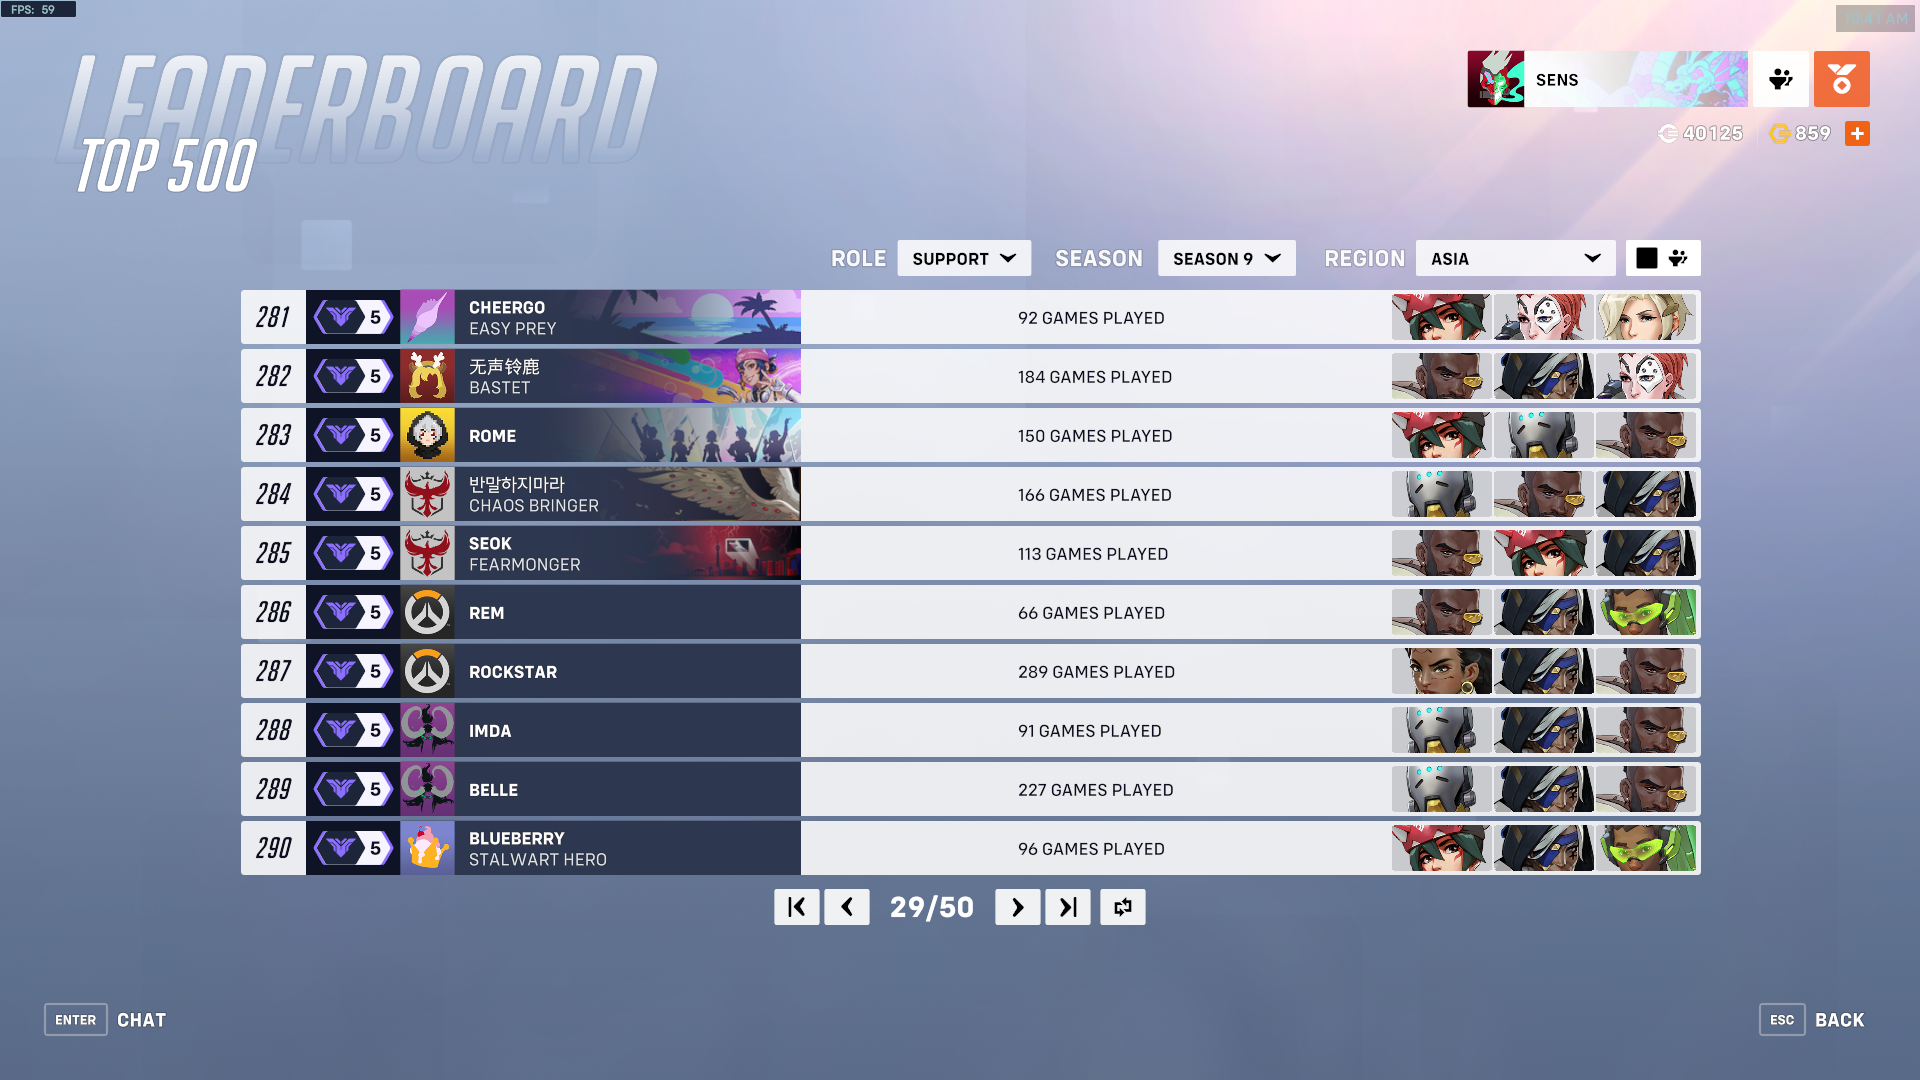 FPS: 59
LEADERBOARD
TOP 500
SENS
40125
859
ROLE SUPPORT SEASON SEASON 9 REGION ASIA
281 5 CHEERGO 92 GAMES PLAYED
EASY PREY
282 5 无声铃鹿 184 GAMES PLAYED
BASTET
283 5 ROME 150 GAMES PLAYED
284 5 반말하지마라 166 GAMES PLAYED
CHAOS BRINGER
285 5 SEOK 113 GAMES PLAYED
FEARMONGER
286 5 REM 66 GAMES PLAYED
287 5 ROCKSTAR 289 GAMES PLAYED
288 5 IMDA 91 GAMES PLAYED
289 5 BELLE 227 GAMES PLAYED
290 5 BLUEBERRY 96 GAMES PLAYED
STALWART HERO
29/50
ENTER CHAT
ESC BACK